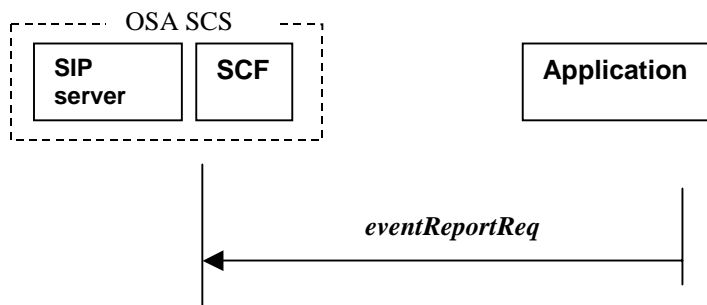 OSA SCS
SIP
server
SCF
Application
eventReportReq